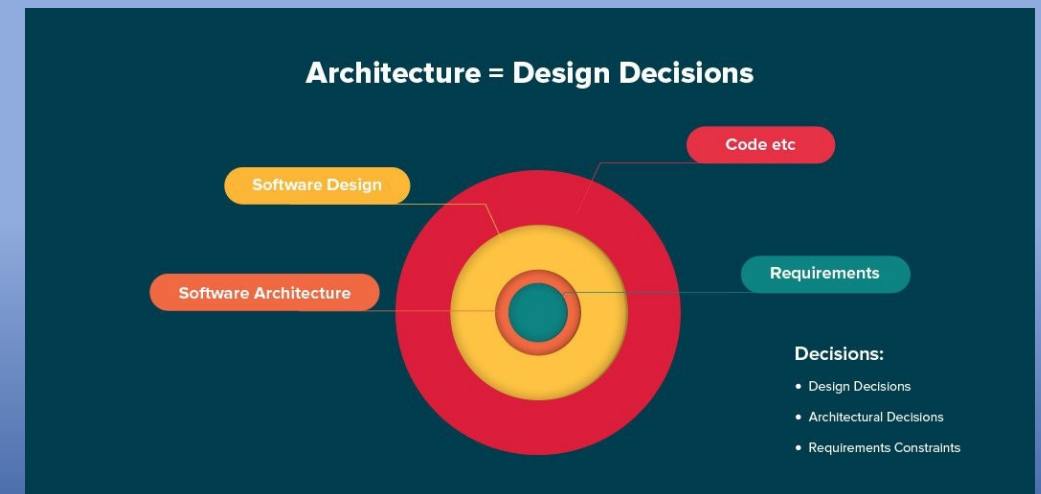 Architecture = Design Decisions
Code etc
Software Design
Requirements
Software Architecture
Decisions:
• Design Decisions
• Architectural Decisions
• Requirements Constraints